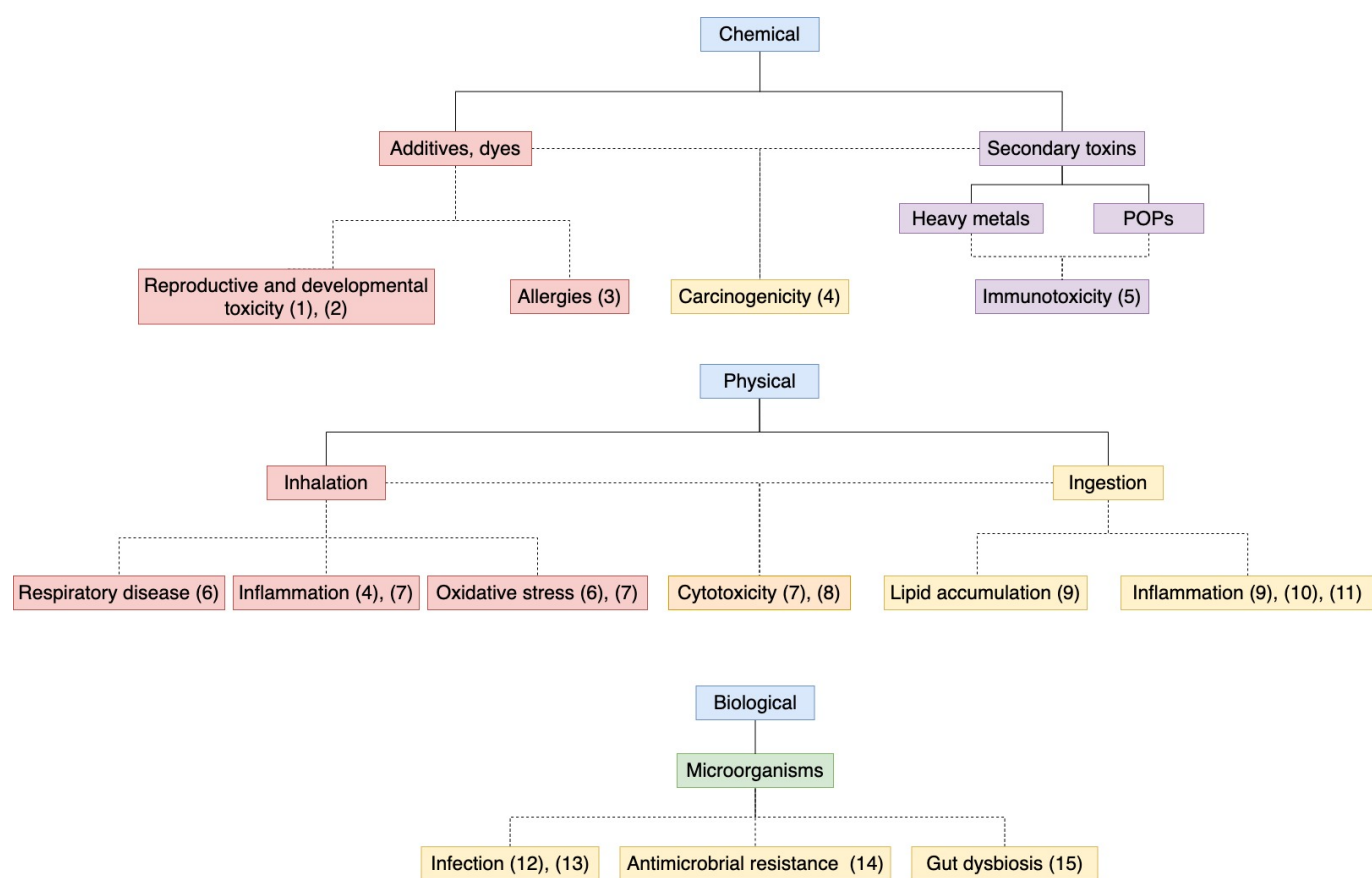 Chemical
Additives, dyes
Secondary toxins
Heavy metals
POPs
Reproductive and developmental
toxicity (1), (2)
Allergies (3)
Carcinogenicity (4)
Immunotoxicity (5)
Physical
Inhalation
Ingestion
Respiratory disease (6)
Inflammation (4), (7)
Oxidative stress (6), (7)
Cytotoxicity (7), (8)
Lipid accumulation (9)
Inflammation (9), (10), (11)
Biological
Microorganisms
Infection (12), (13)
Antimicrobrial resistance (14)
Gut dysbiosis (15)